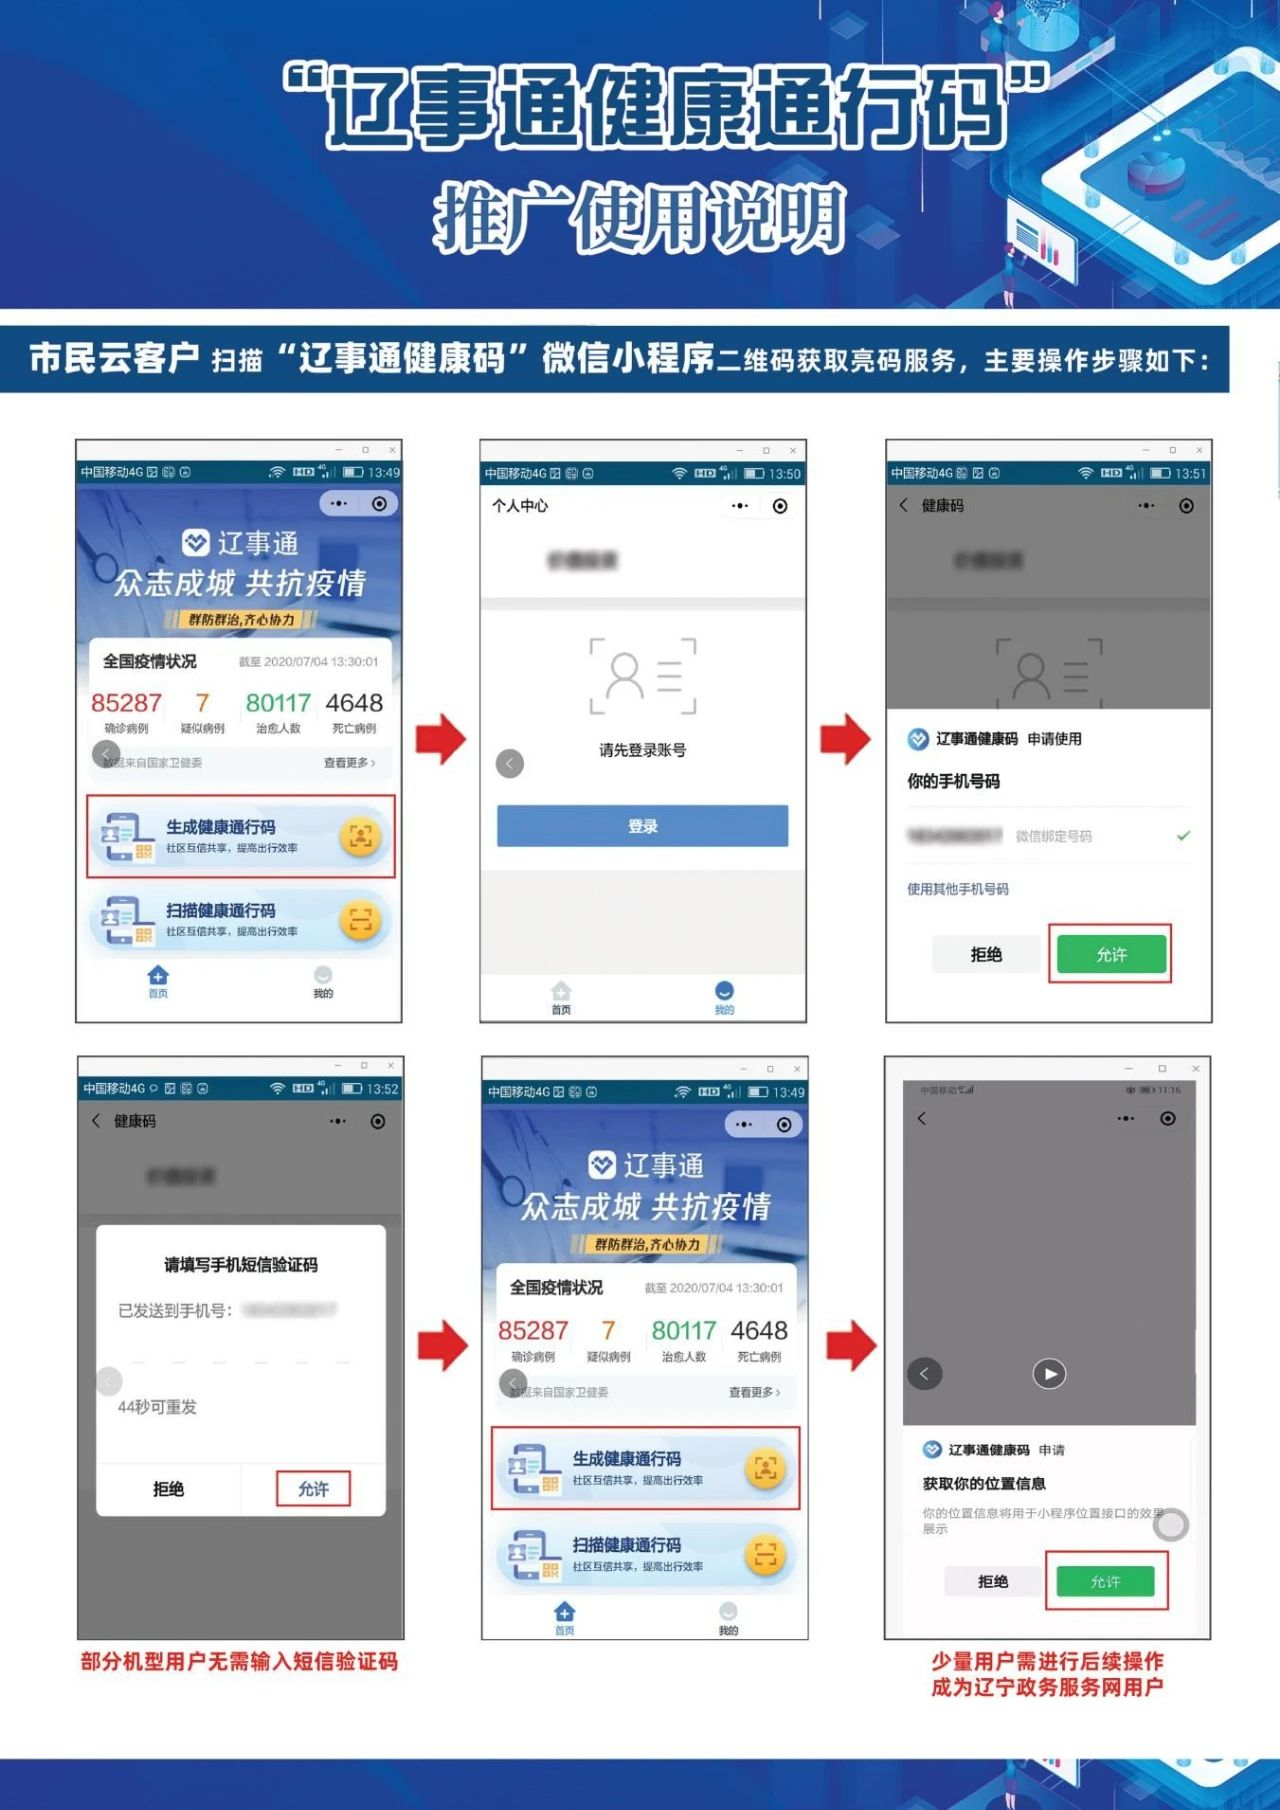 “辽事通健康通行码”
推广使用说明
市民云客户 扫描 “辽事通健康码” 微信小程序二维码获取亮码服务，主要操作步骤如下：
中国移动4G HD 4G 13:49
辽事通
众志成城 共抗疫情
群防群治,齐心协力
全国疫情状况 截至 2020/07/04 13:30:01
85287 7 80117 4648
确诊病例 疑似病例 治愈人数 死亡病例
数据来自国家卫健委 查看更多 >
生成健康通行码
社区互信共享，提高出行效率
扫描健康通行码
社区互信共享，提高出行效率
首页 我的
中国移动4G HD 4G 13:50
个人中心
请先登录账号
登录
首页 我的
中国移动4G HD 4G 13:51
健康码
辽事通健康码 申请使用
你的手机号码
微信绑定号码
使用其他手机号码
拒绝 允许
中国移动4G HD 4G 13:52
健康码
请填写手机短信验证码
已发送到手机号：
44秒可重发
拒绝 允许
部分机型用户无需输入短信验证码
中国移动4G HD 4G 13:49
辽事通
众志成城 共抗疫情
群防群治,齐心协力
全国疫情状况 截至 2020/07/04 13:30:01
85287 7 80117 4648
确诊病例 疑似病例 治愈人数 死亡病例
数据来自国家卫健委 查看更多 >
生成健康通行码
社区互信共享，提高出行效率
扫描健康通行码
社区互信共享，提高出行效率
首页 我的
中国移动 11:16
辽事通健康码 申请
获取你的位置信息
你的位置信息将用于小程序位置接口的效果
展示
拒绝 允许
少量用户需进行后续操作
成为辽宁政务服务网用户